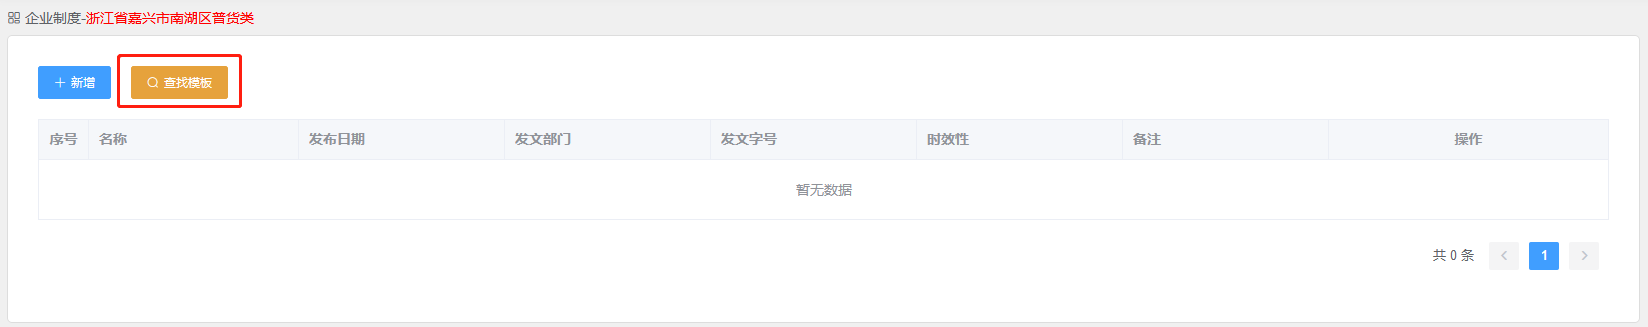 企业制度-浙江省嘉兴市南湖区普货类
新增 查找模板
序号 名称 发布日期 发文部门 发文字号 时效性 备注 操作
暂无数据
共 0 条 1